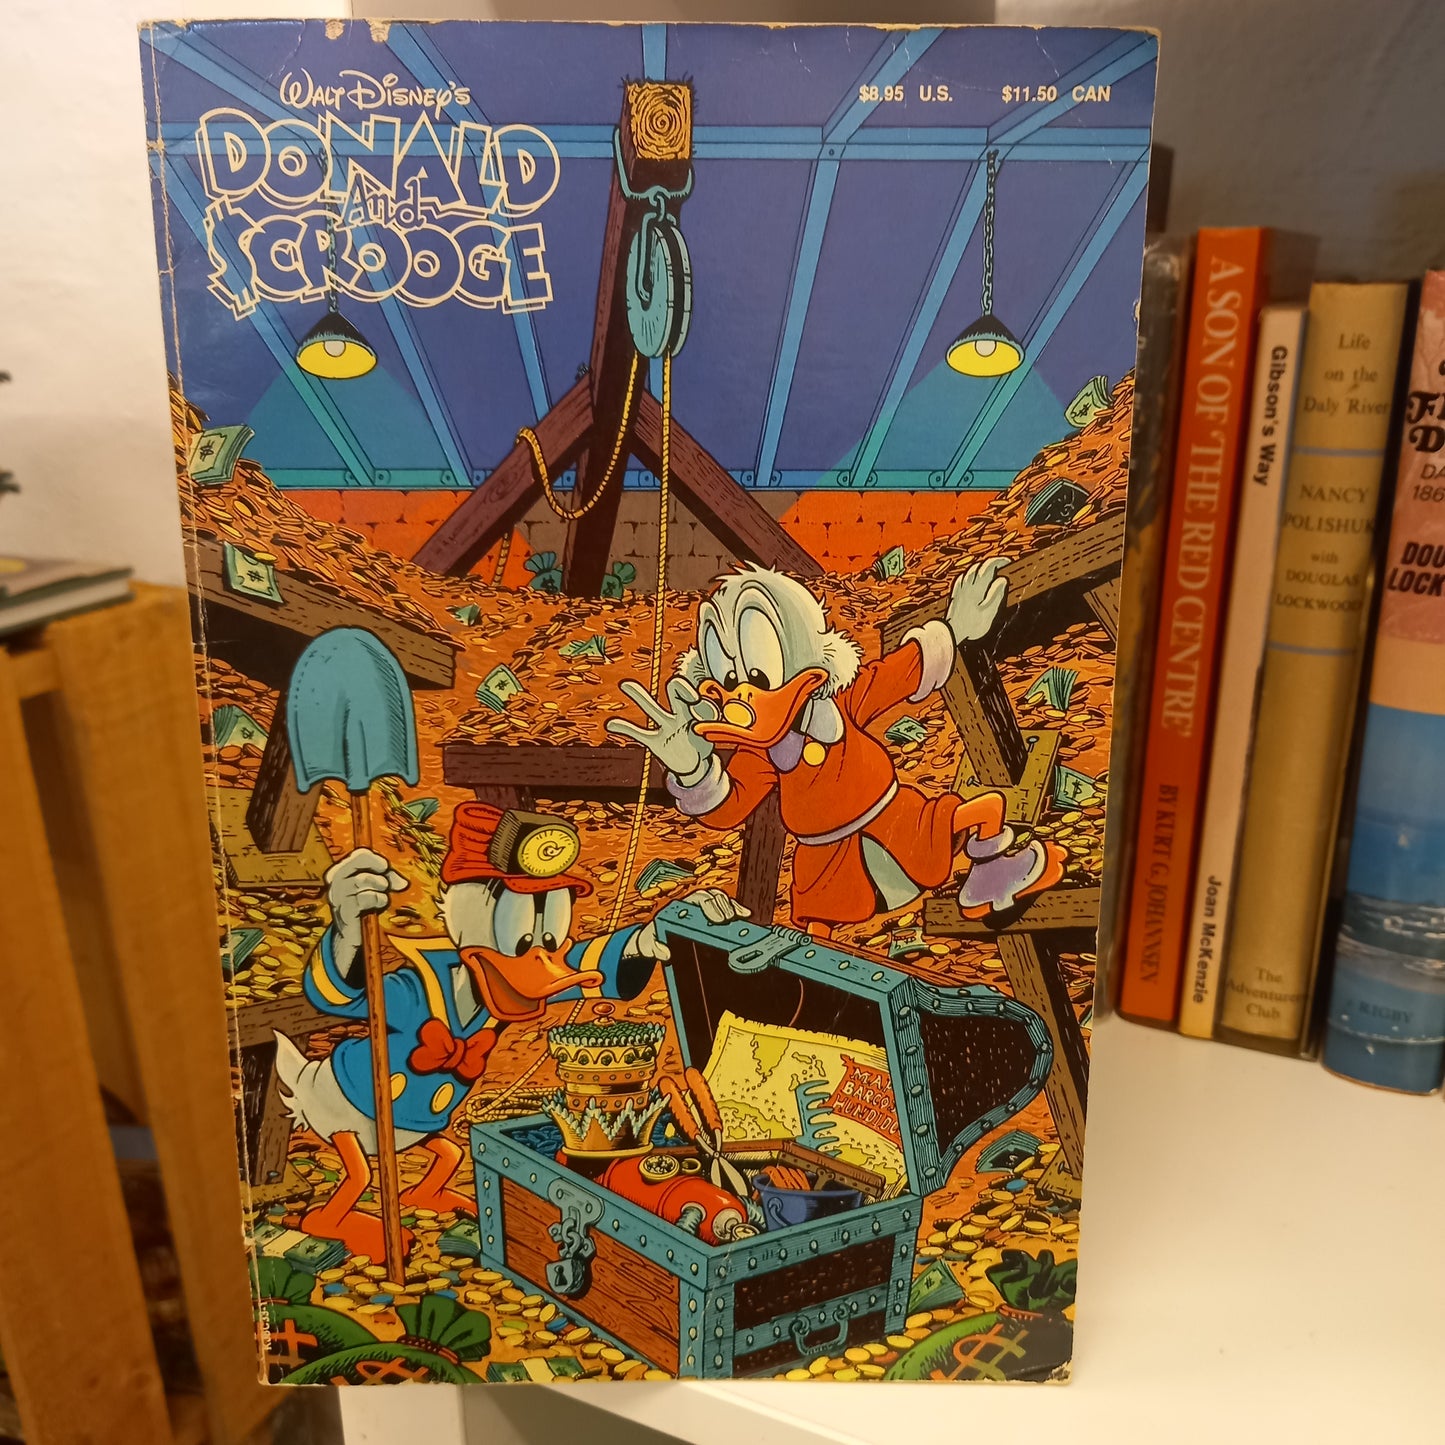 WALT DISNEY'S
DONALD
And
$CROOGE
$8.95 U.S. $11.50 CAN
A SON OF THE RED CENTRE
BY KURT G. JOHANNSEN
Gibson's Way
Joan McKenzie
Life
on the
Daly River
NANCY
POLISHUK
with
DOUGLAS
LOCKWOOD
The
Adventurers
Club
RIGBY